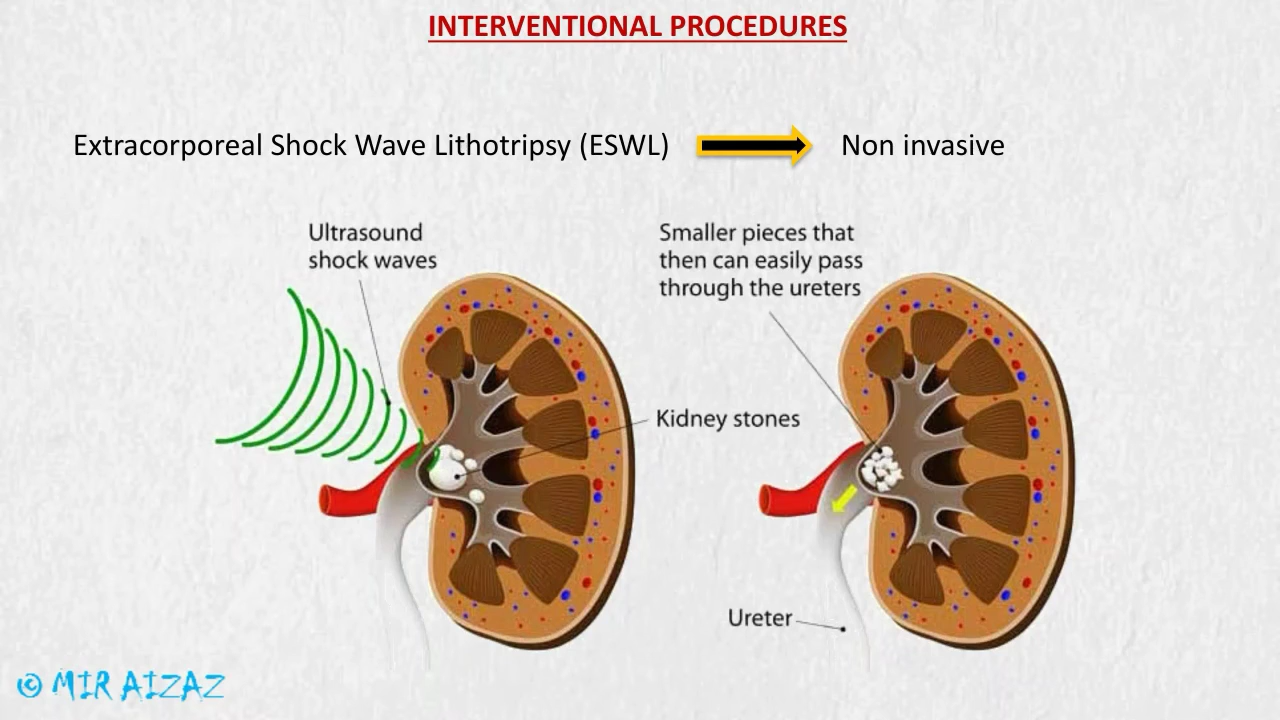 INTERVENTIONAL PROCEDURES
Extracorporeal Shock Wave Lithotripsy (ESWL)
Non invasive
Ultrasound
shock waves
Smaller pieces that
then can easily pass
through the ureters
Kidney stones
Ureter
© MIR AIZAZ